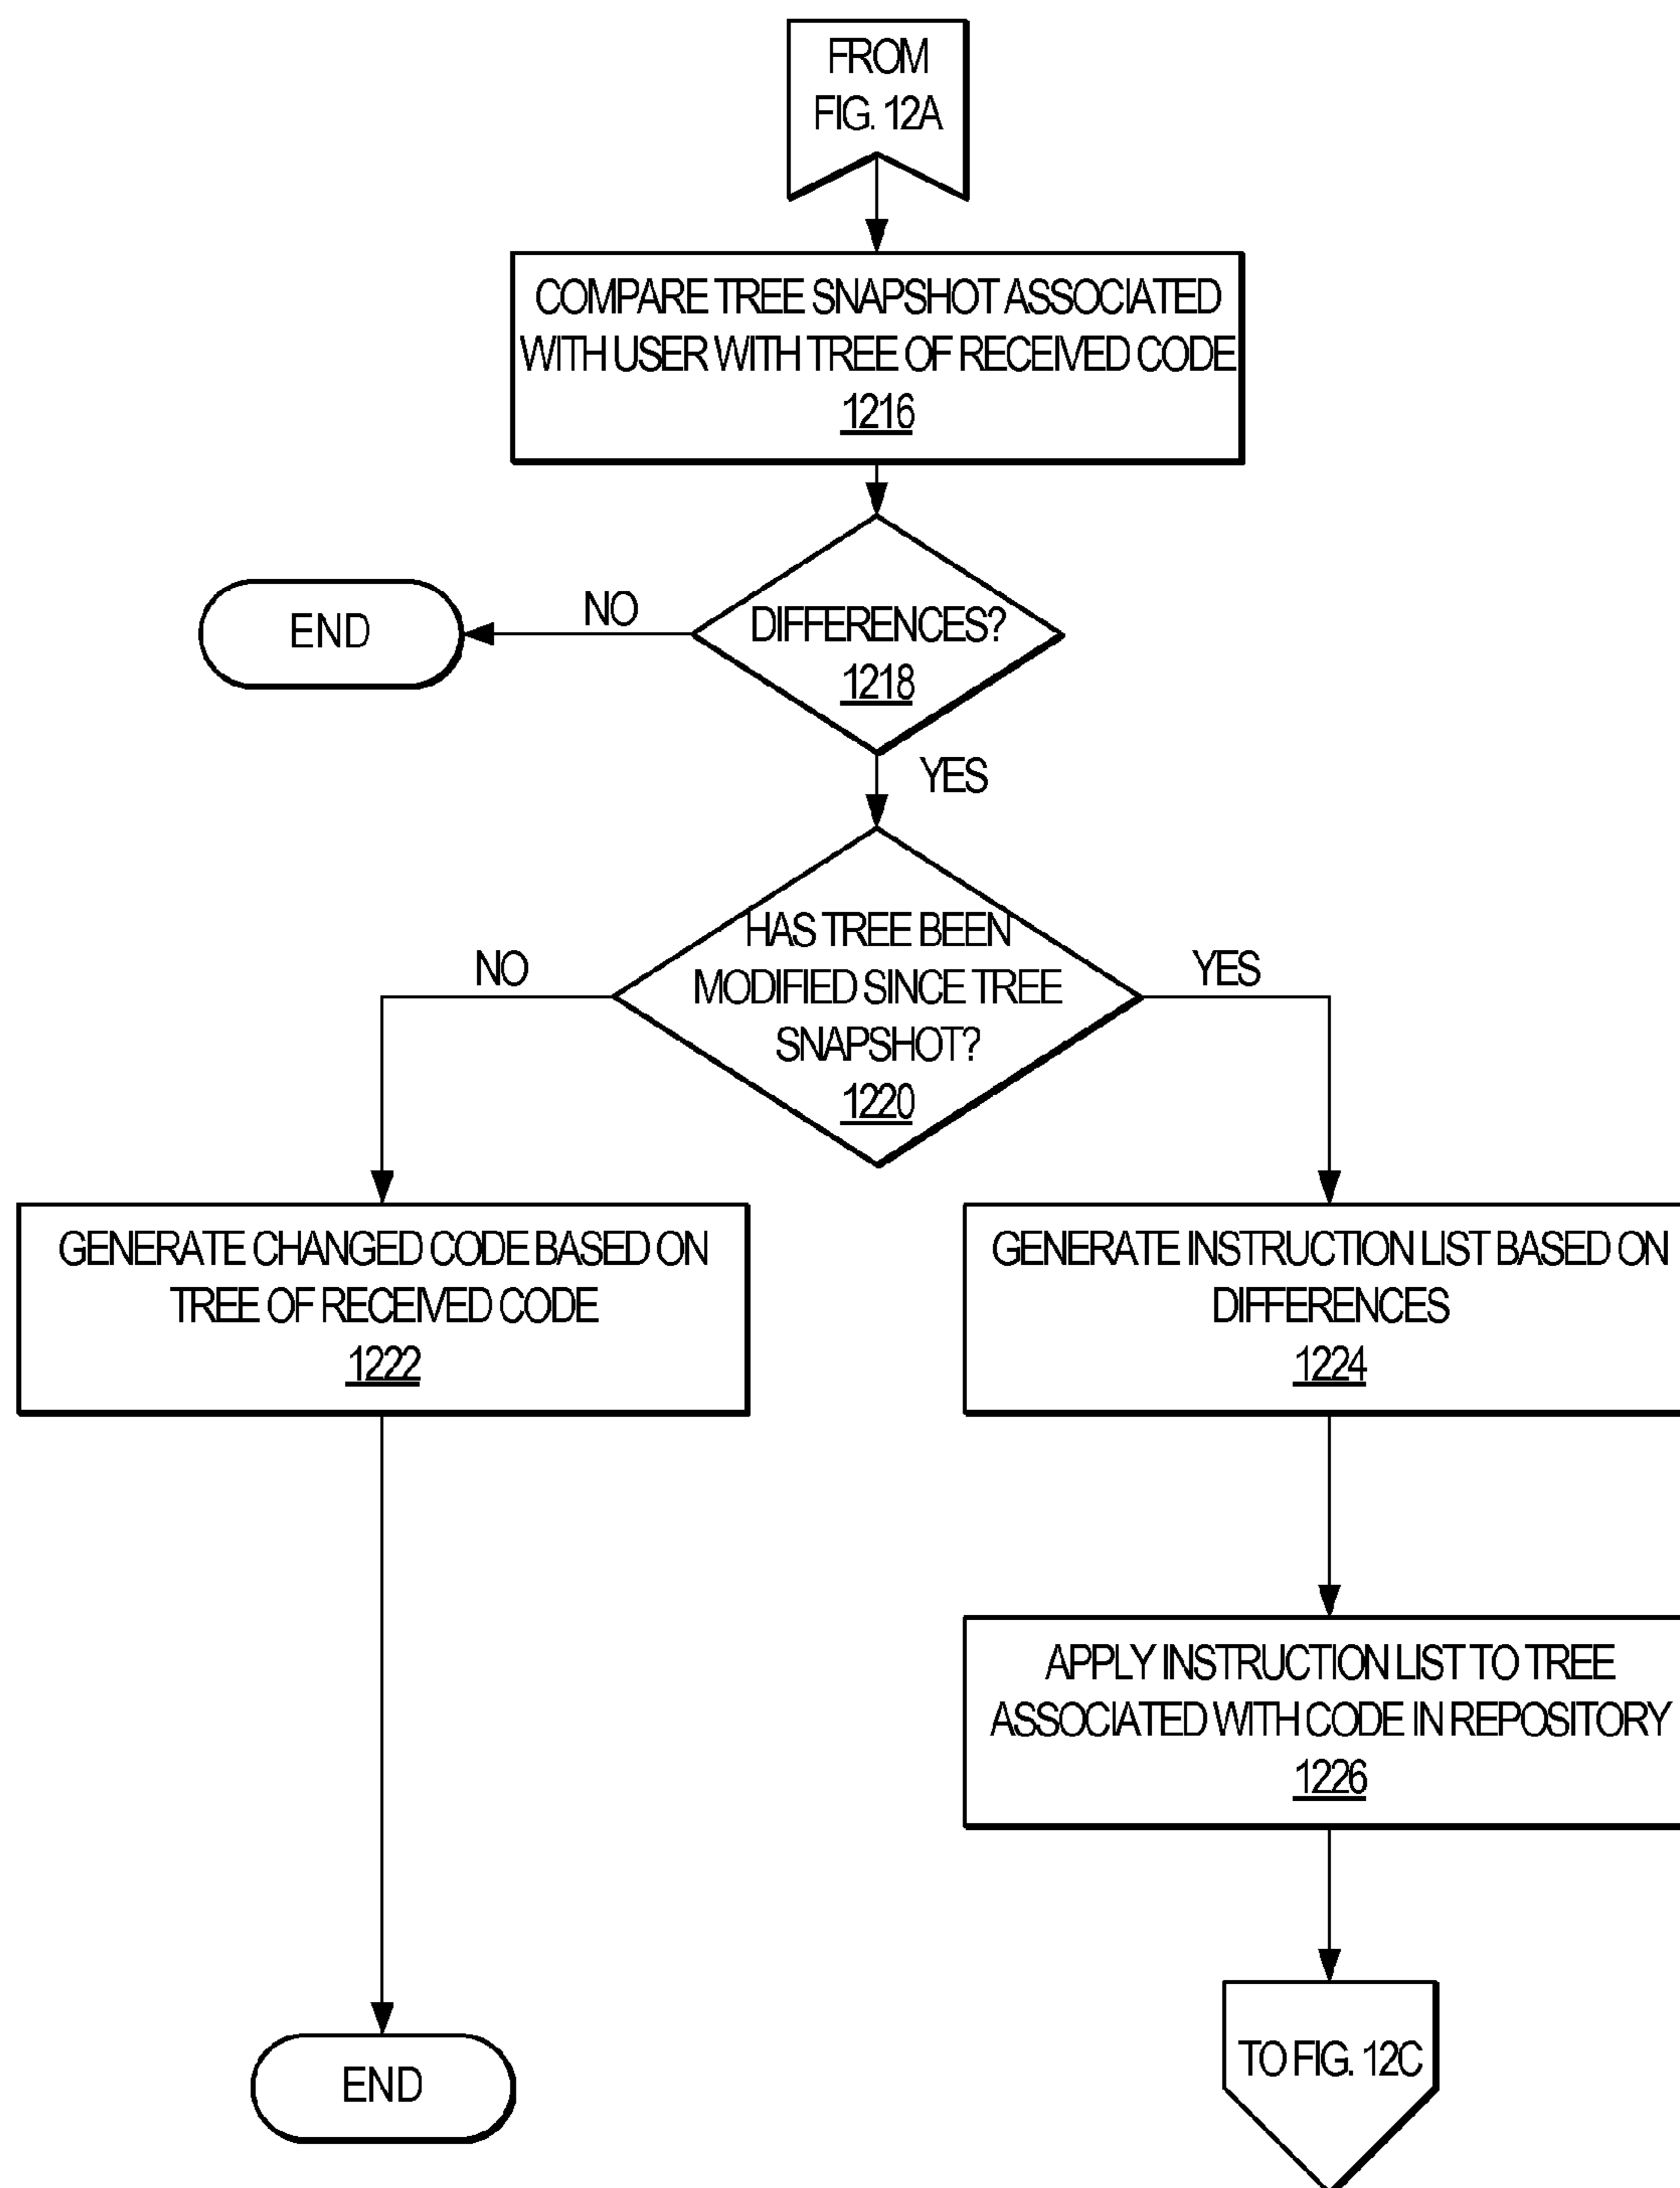 FROM
FIG. 12A
COMPARE TREE SNAPSHOT ASSOCIATED
WITH USER WITH TREE OF RECEIVED CODE
1216
DIFFERENCES?
1218
NO
END
YES
HAS TREE BEEN
MODIFIED SINCE TREE
SNAPSHOT?
1220
NO
YES
GENERATE CHANGED CODE BASED ON
TREE OF RECEIVED CODE
1222
GENERATE INSTRUCTION LIST BASED ON
DIFFERENCES
1224
APPLY INSTRUCTION LIST TO TREE
ASSOCIATED WITH CODE IN REPOSITORY
1226
END
TO FIG. 12C